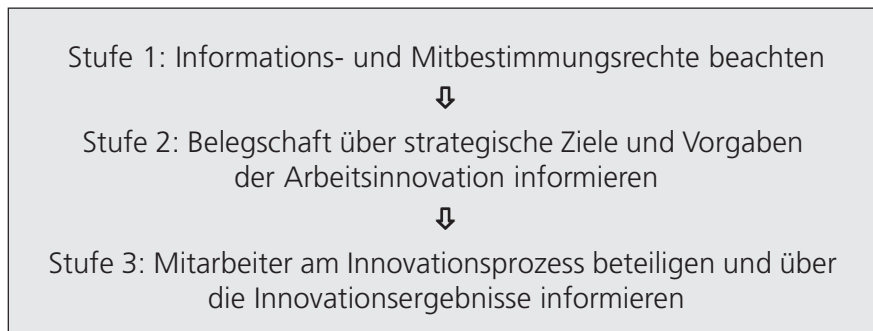 Stufe 1: Informations- und Mitbestimmungsrechte beachten
⇩
Stufe 2: Belegschaft über strategische Ziele und Vorgaben
der Arbeitsinnovation informieren
⇩
Stufe 3: Mitarbeiter am Innovationsprozess beteiligen und über
die Innovationsergebnisse informieren